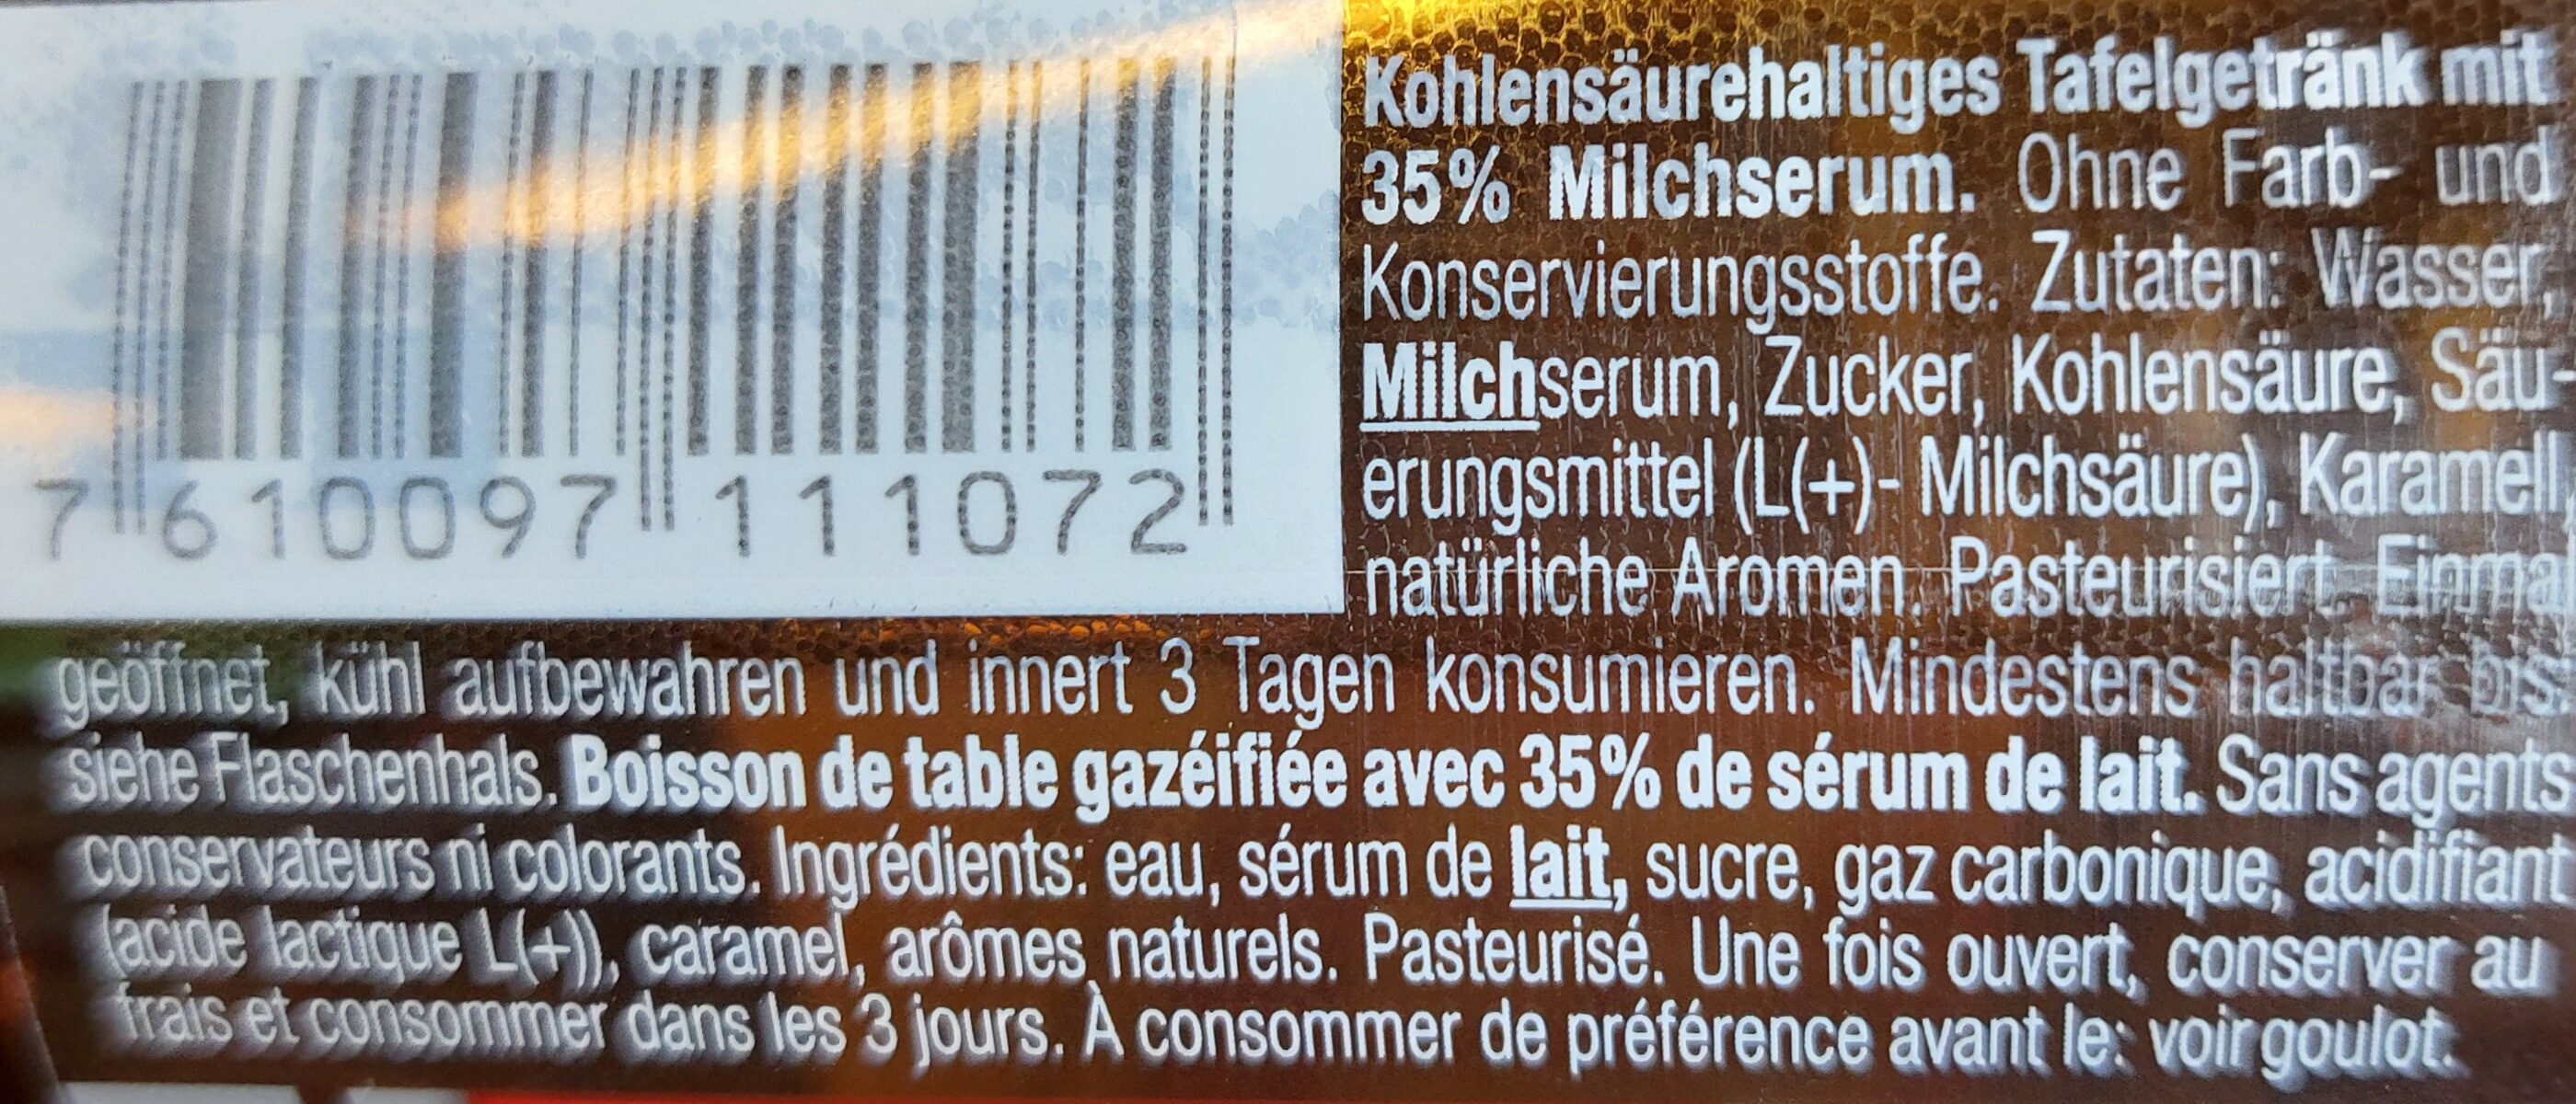 Kohlensäurehaltiges Tafelgetränk mit
35% Milchserum. Ohne Farb- und
Konservierungsstoffe. Zutaten: Wasser,
Milchserum, Zucker, Kohlensäure, Säu-
erungsmittel (L(+)- Milchsäure), Karamell,
natürliche Aromen. Pasteurisiert. Einmal
7 610097 111072
geöffnet, kühl aufbewahren und innert 3 Tagen konsumieren. Mindestens haltbar bis:
siehe Flaschenhals. Boisson de table gazéifiée avec 35% de sérum de lait. Sans agents
conservateurs ni colorants. Ingrédients: eau, sérum de lait, sucre, gaz carbonique, acidifiant
(acide lactique L(+)), caramel, arômes naturels. Pasteurisé. Une fois ouvert, conserver au
frais et consommer dans les 3 jours. À consommer de préférence avant le: voir goulot.